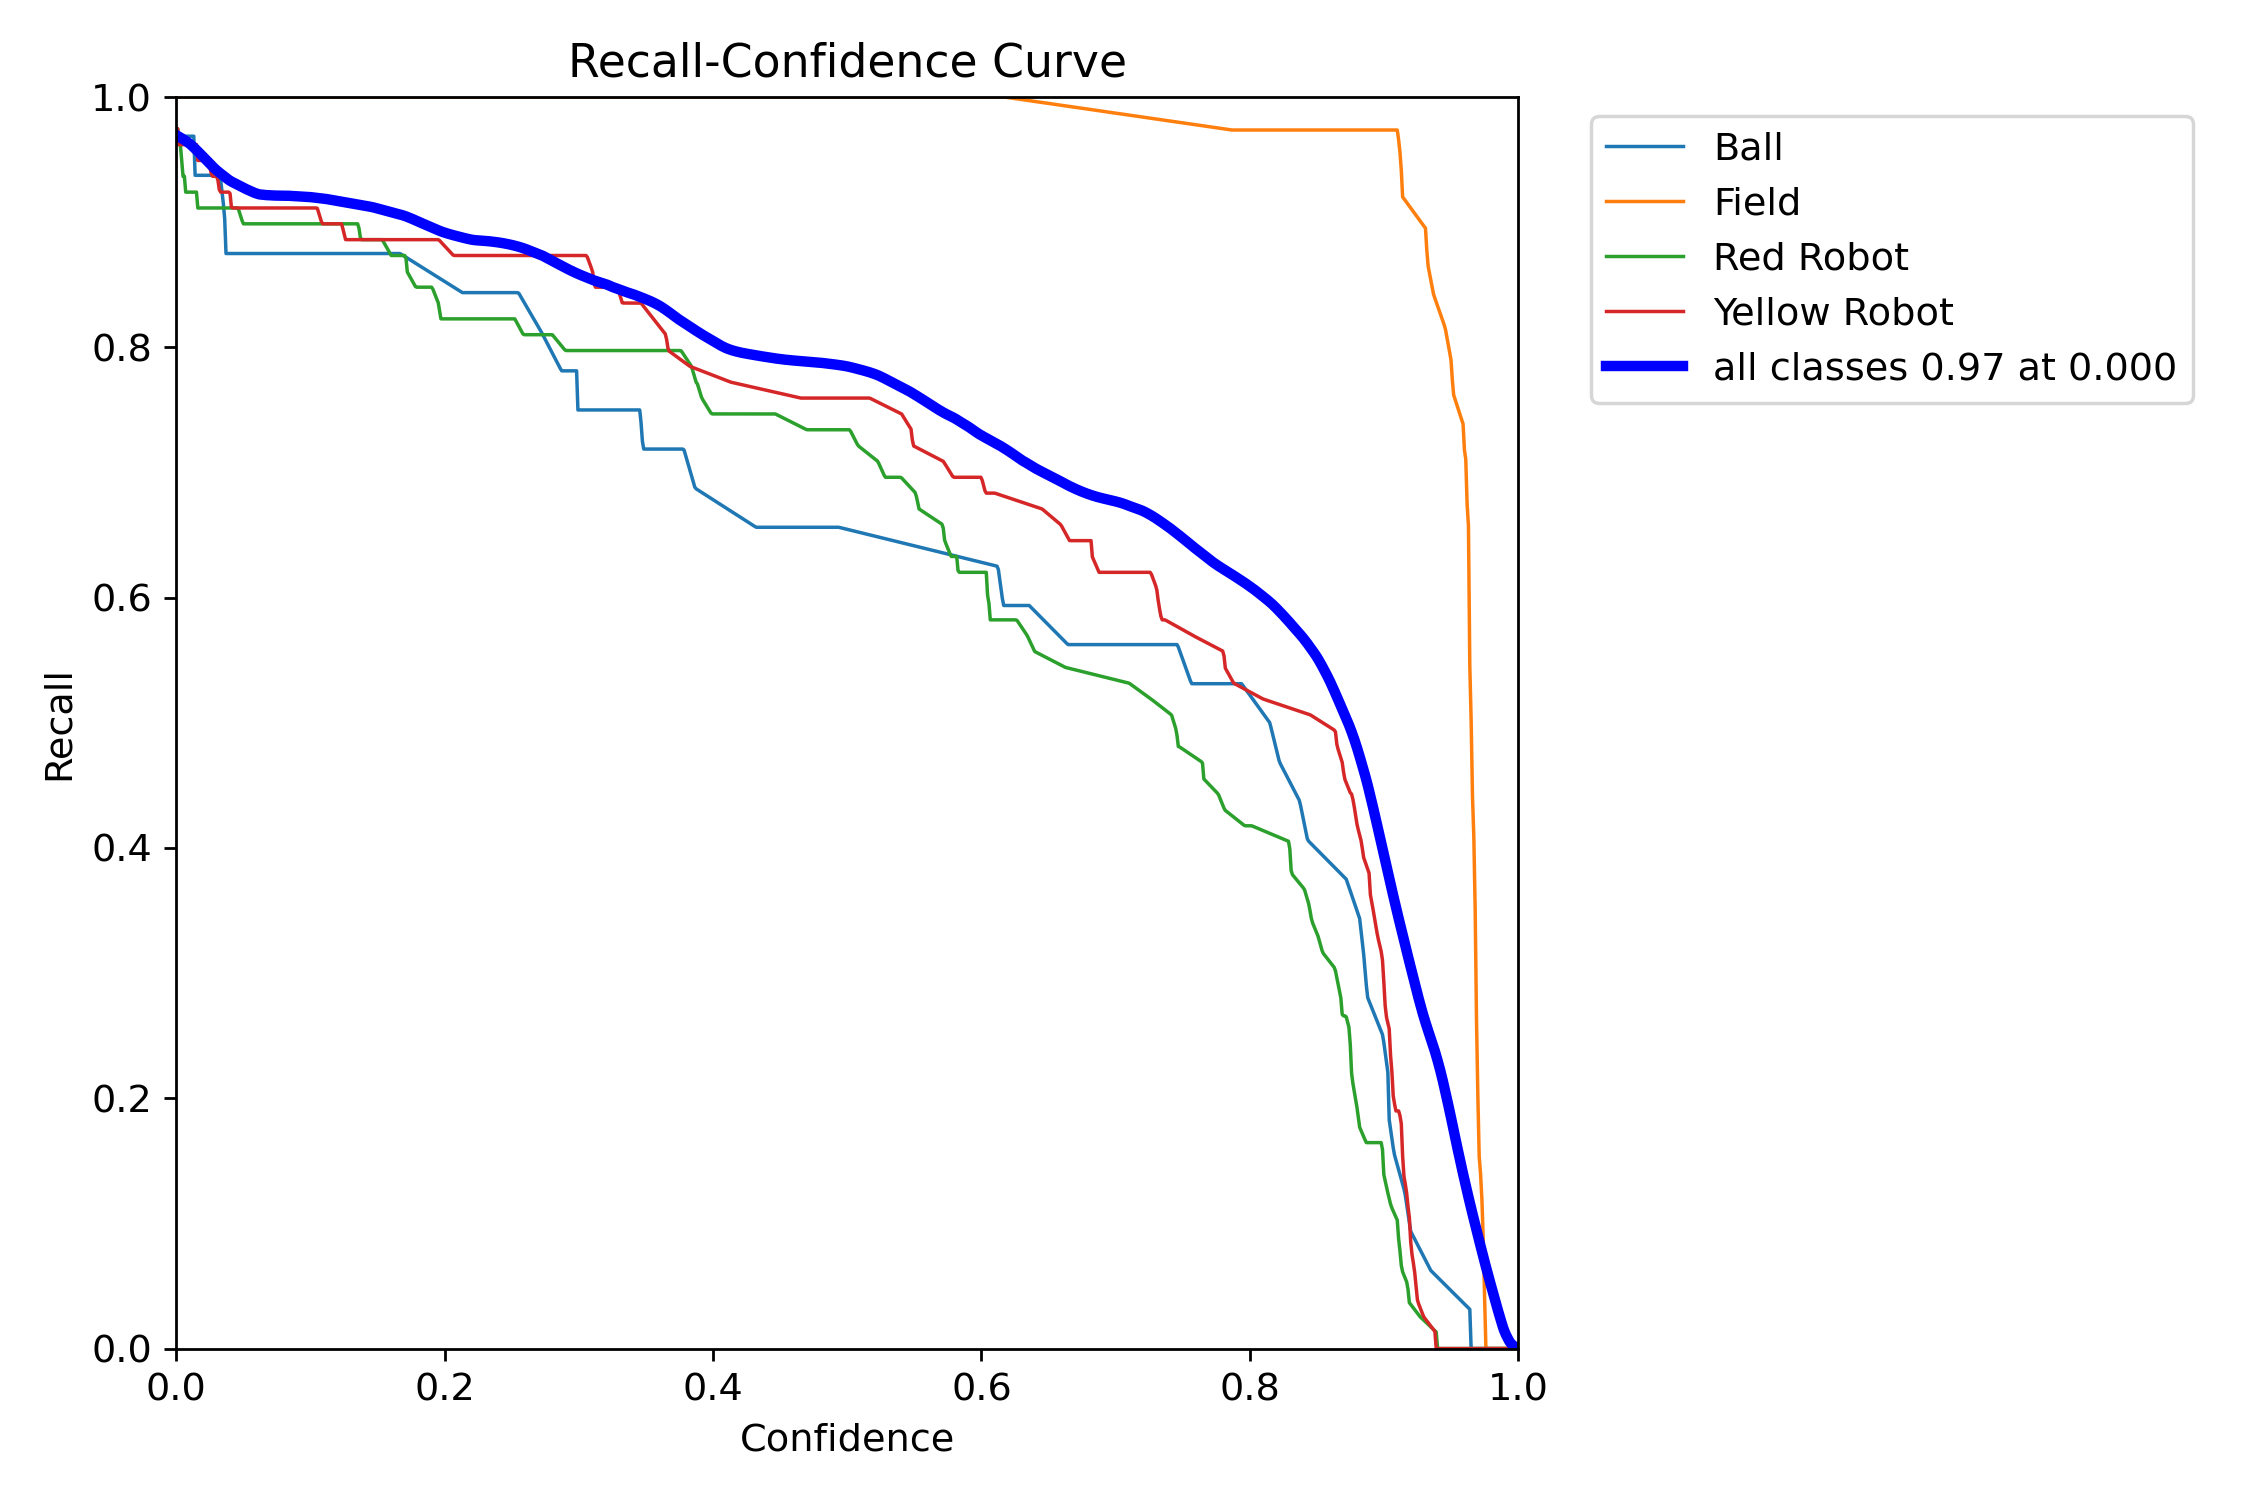 Recall-Confidence Curve
1.0
0.8
0.6
0.4
0.2
0.0
Recall
0.0 0.2 0.4 0.6 0.8 1.0
Confidence
Ball
Field
Red Robot
Yellow Robot
all classes 0.97 at 0.000